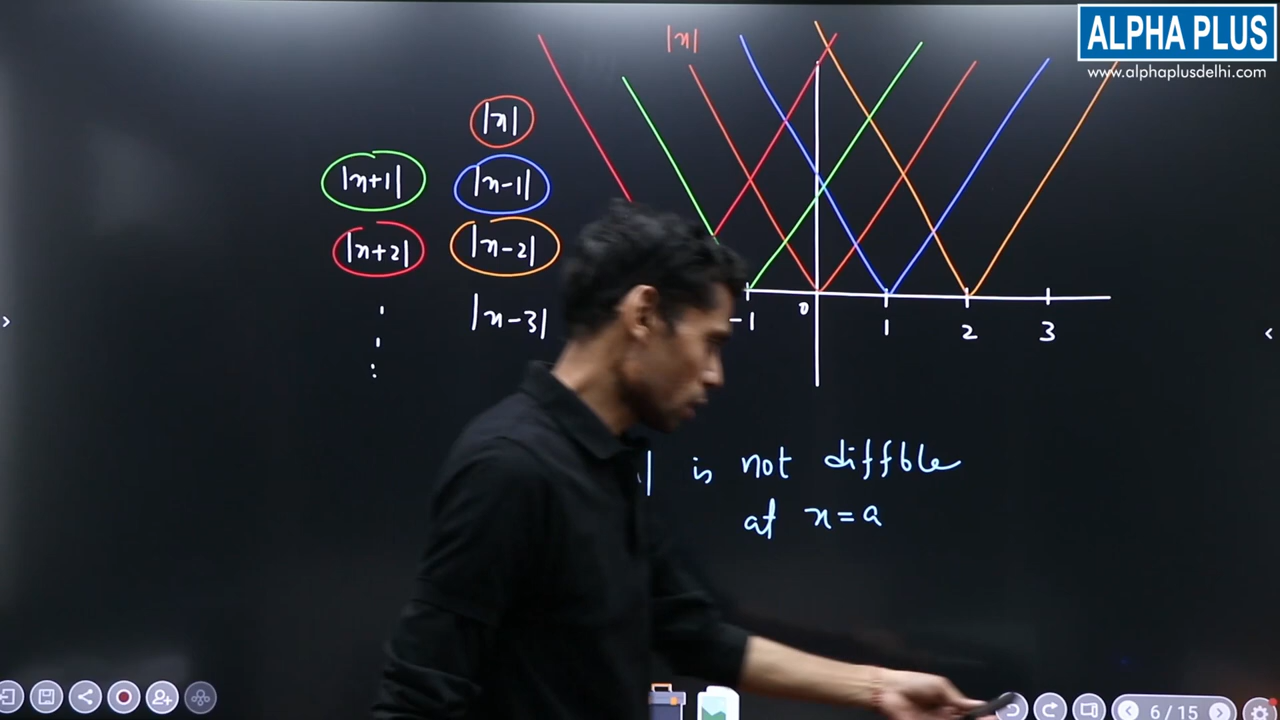 ALPHA PLUS
www.alphaplusdelhi.com
|x|
|x|
|x+1| |x-1|
|x+2| |x-2|
|x-3|
-1 0 1 2 3
| is not diffble
at x=a
6/15